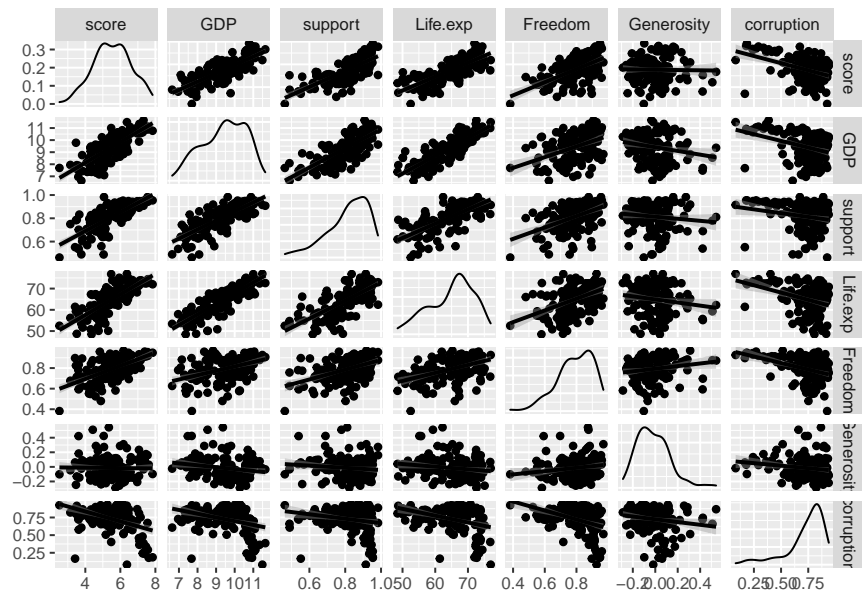 score GDP support Life.exp Freedom Generosity corruption
0.3
0.2
0.1
0.0
score
11
10
9
8
7
GDP
1.0
0.8
0.6
support
70
60
50
Life.exp
0.8
0.6
0.4
Freedom
0.4
0.2
0.0
−0.2
Generosit
0.75
0.50
0.25
corruption
4 6 8 7 8 9 10 11 0.6 0.8 1.0 50 60 70 0.4 0.6 0.8 −0.2 0.0 0.2 0.4 0.25 0.50 0.75